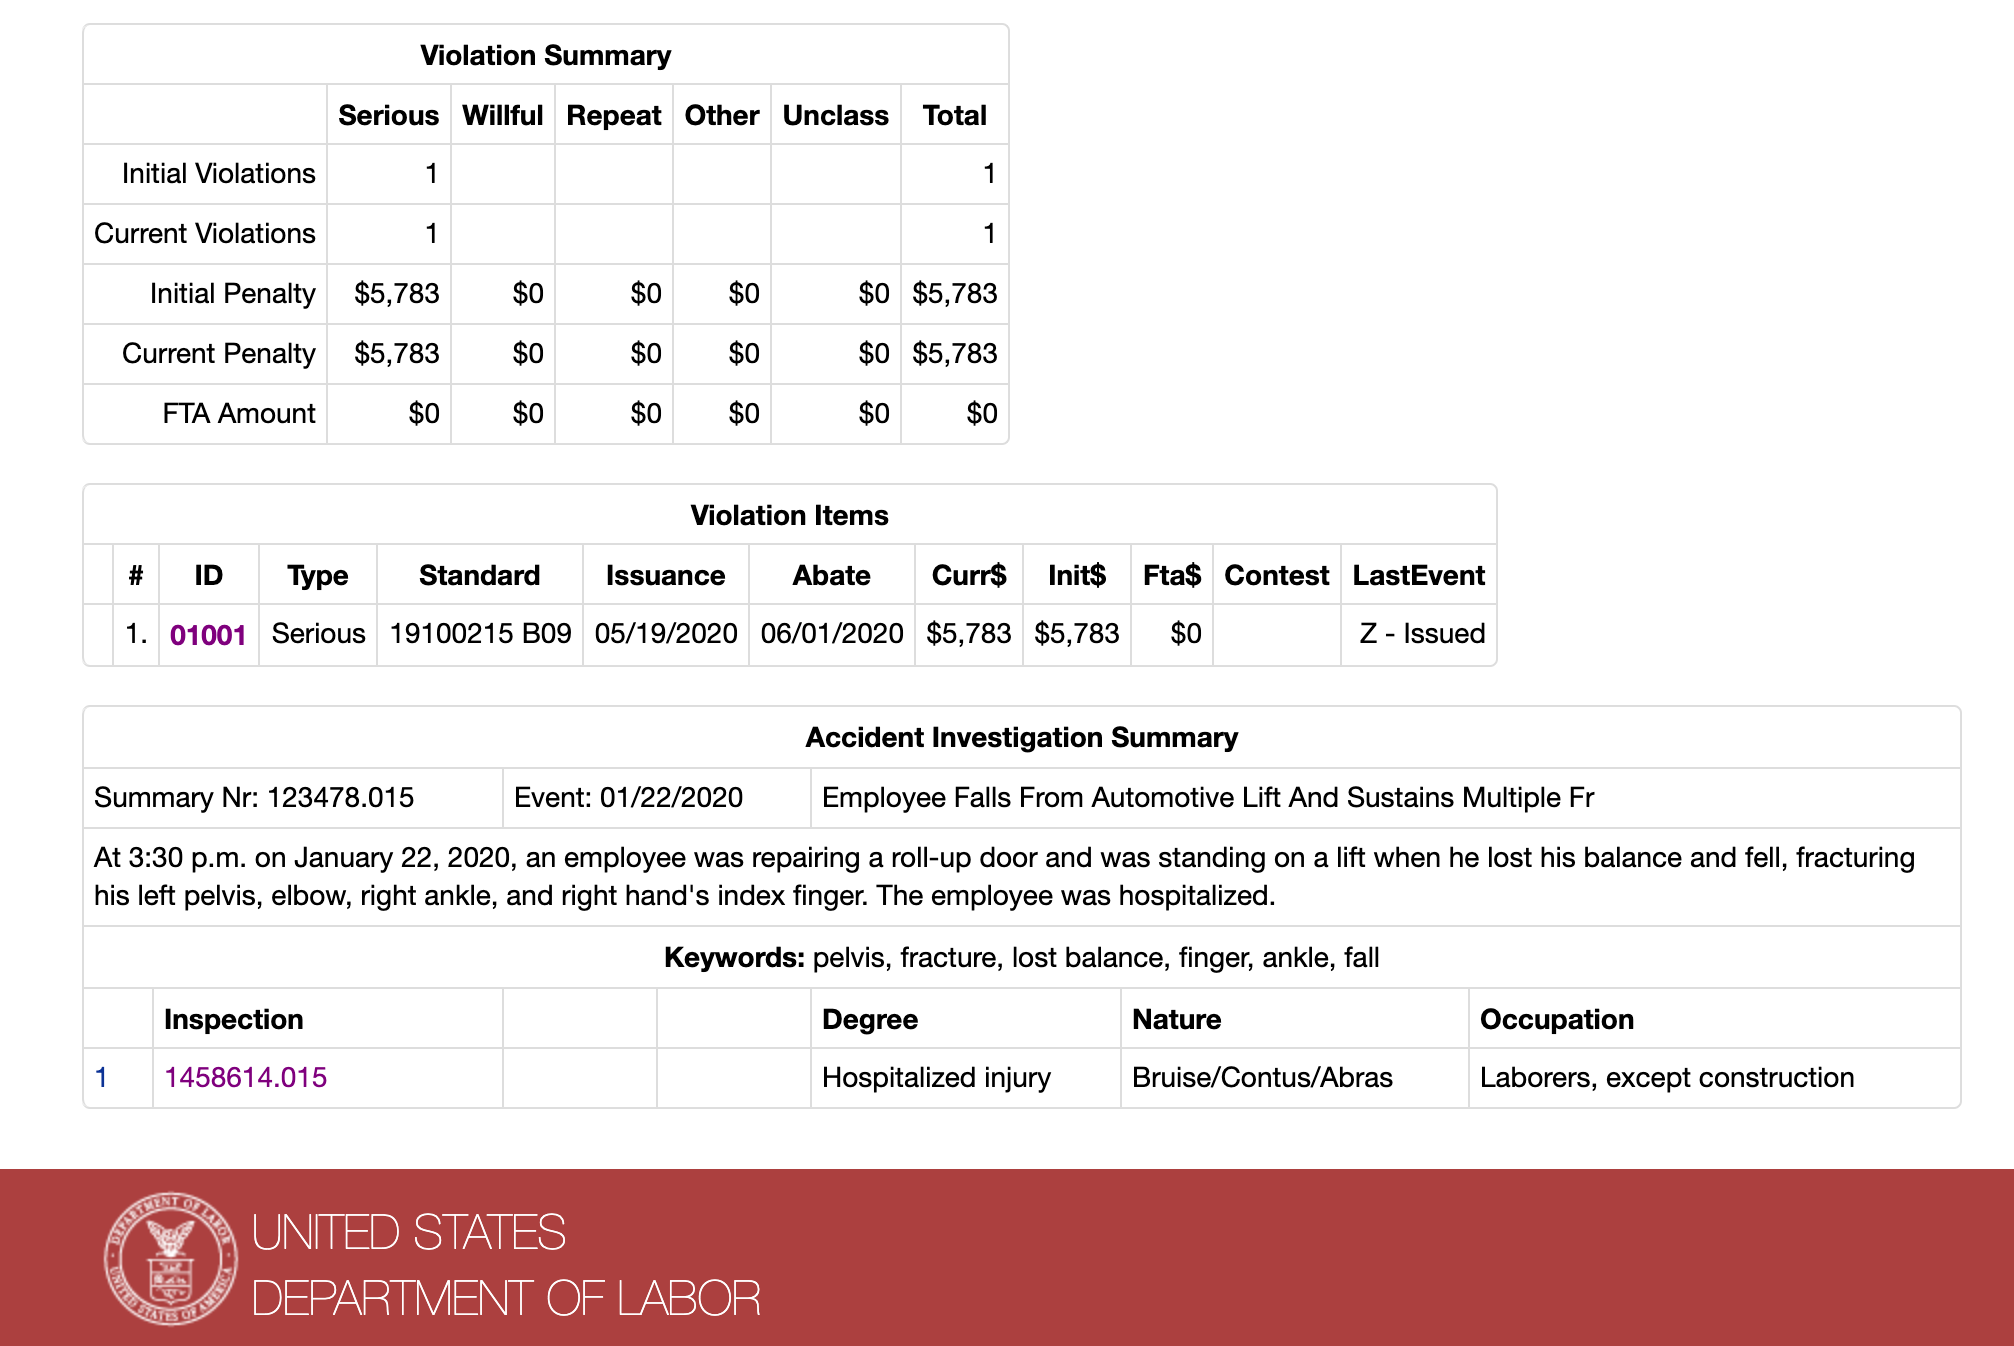 Violation Summary
Serious Willful Repeat Other Unclass Total
Initial Violations 1 1
Current Violations 1 1
Initial Penalty $5,783 $0 $0 $0 $0 $5,783
Current Penalty $5,783 $0 $0 $0 $0 $5,783
FTA Amount $0 $0 $0 $0 $0 $0
Violation Items
# ID Type Standard Issuance Abate Curr$ Init$ Fta$ Contest LastEvent
1. 01001 Serious 19100215 B09 05/19/2020 06/01/2020 $5,783 $5,783 $0 Z - Issued
Accident Investigation Summary
Summary Nr: 123478.015 Event: 01/22/2020 Employee Falls From Automotive Lift And Sustains Multiple Fr
At 3:30 p.m. on January 22, 2020, an employee was repairing a roll-up door and was standing on a lift when he lost his balance and fell, fracturing
his left pelvis, elbow, right ankle, and right hand's index finger. The employee was hospitalized.
Keywords: pelvis, fracture, lost balance, finger, ankle, fall
Inspection Degree Nature Occupation
1 1458614.015 Hospitalized injury Bruise/Contus/Abras Laborers, except construction
DEPARTMENT OF LABOR
UNITED STATES OF AMERICA
UNITED STATES
DEPARTMENT OF LABOR